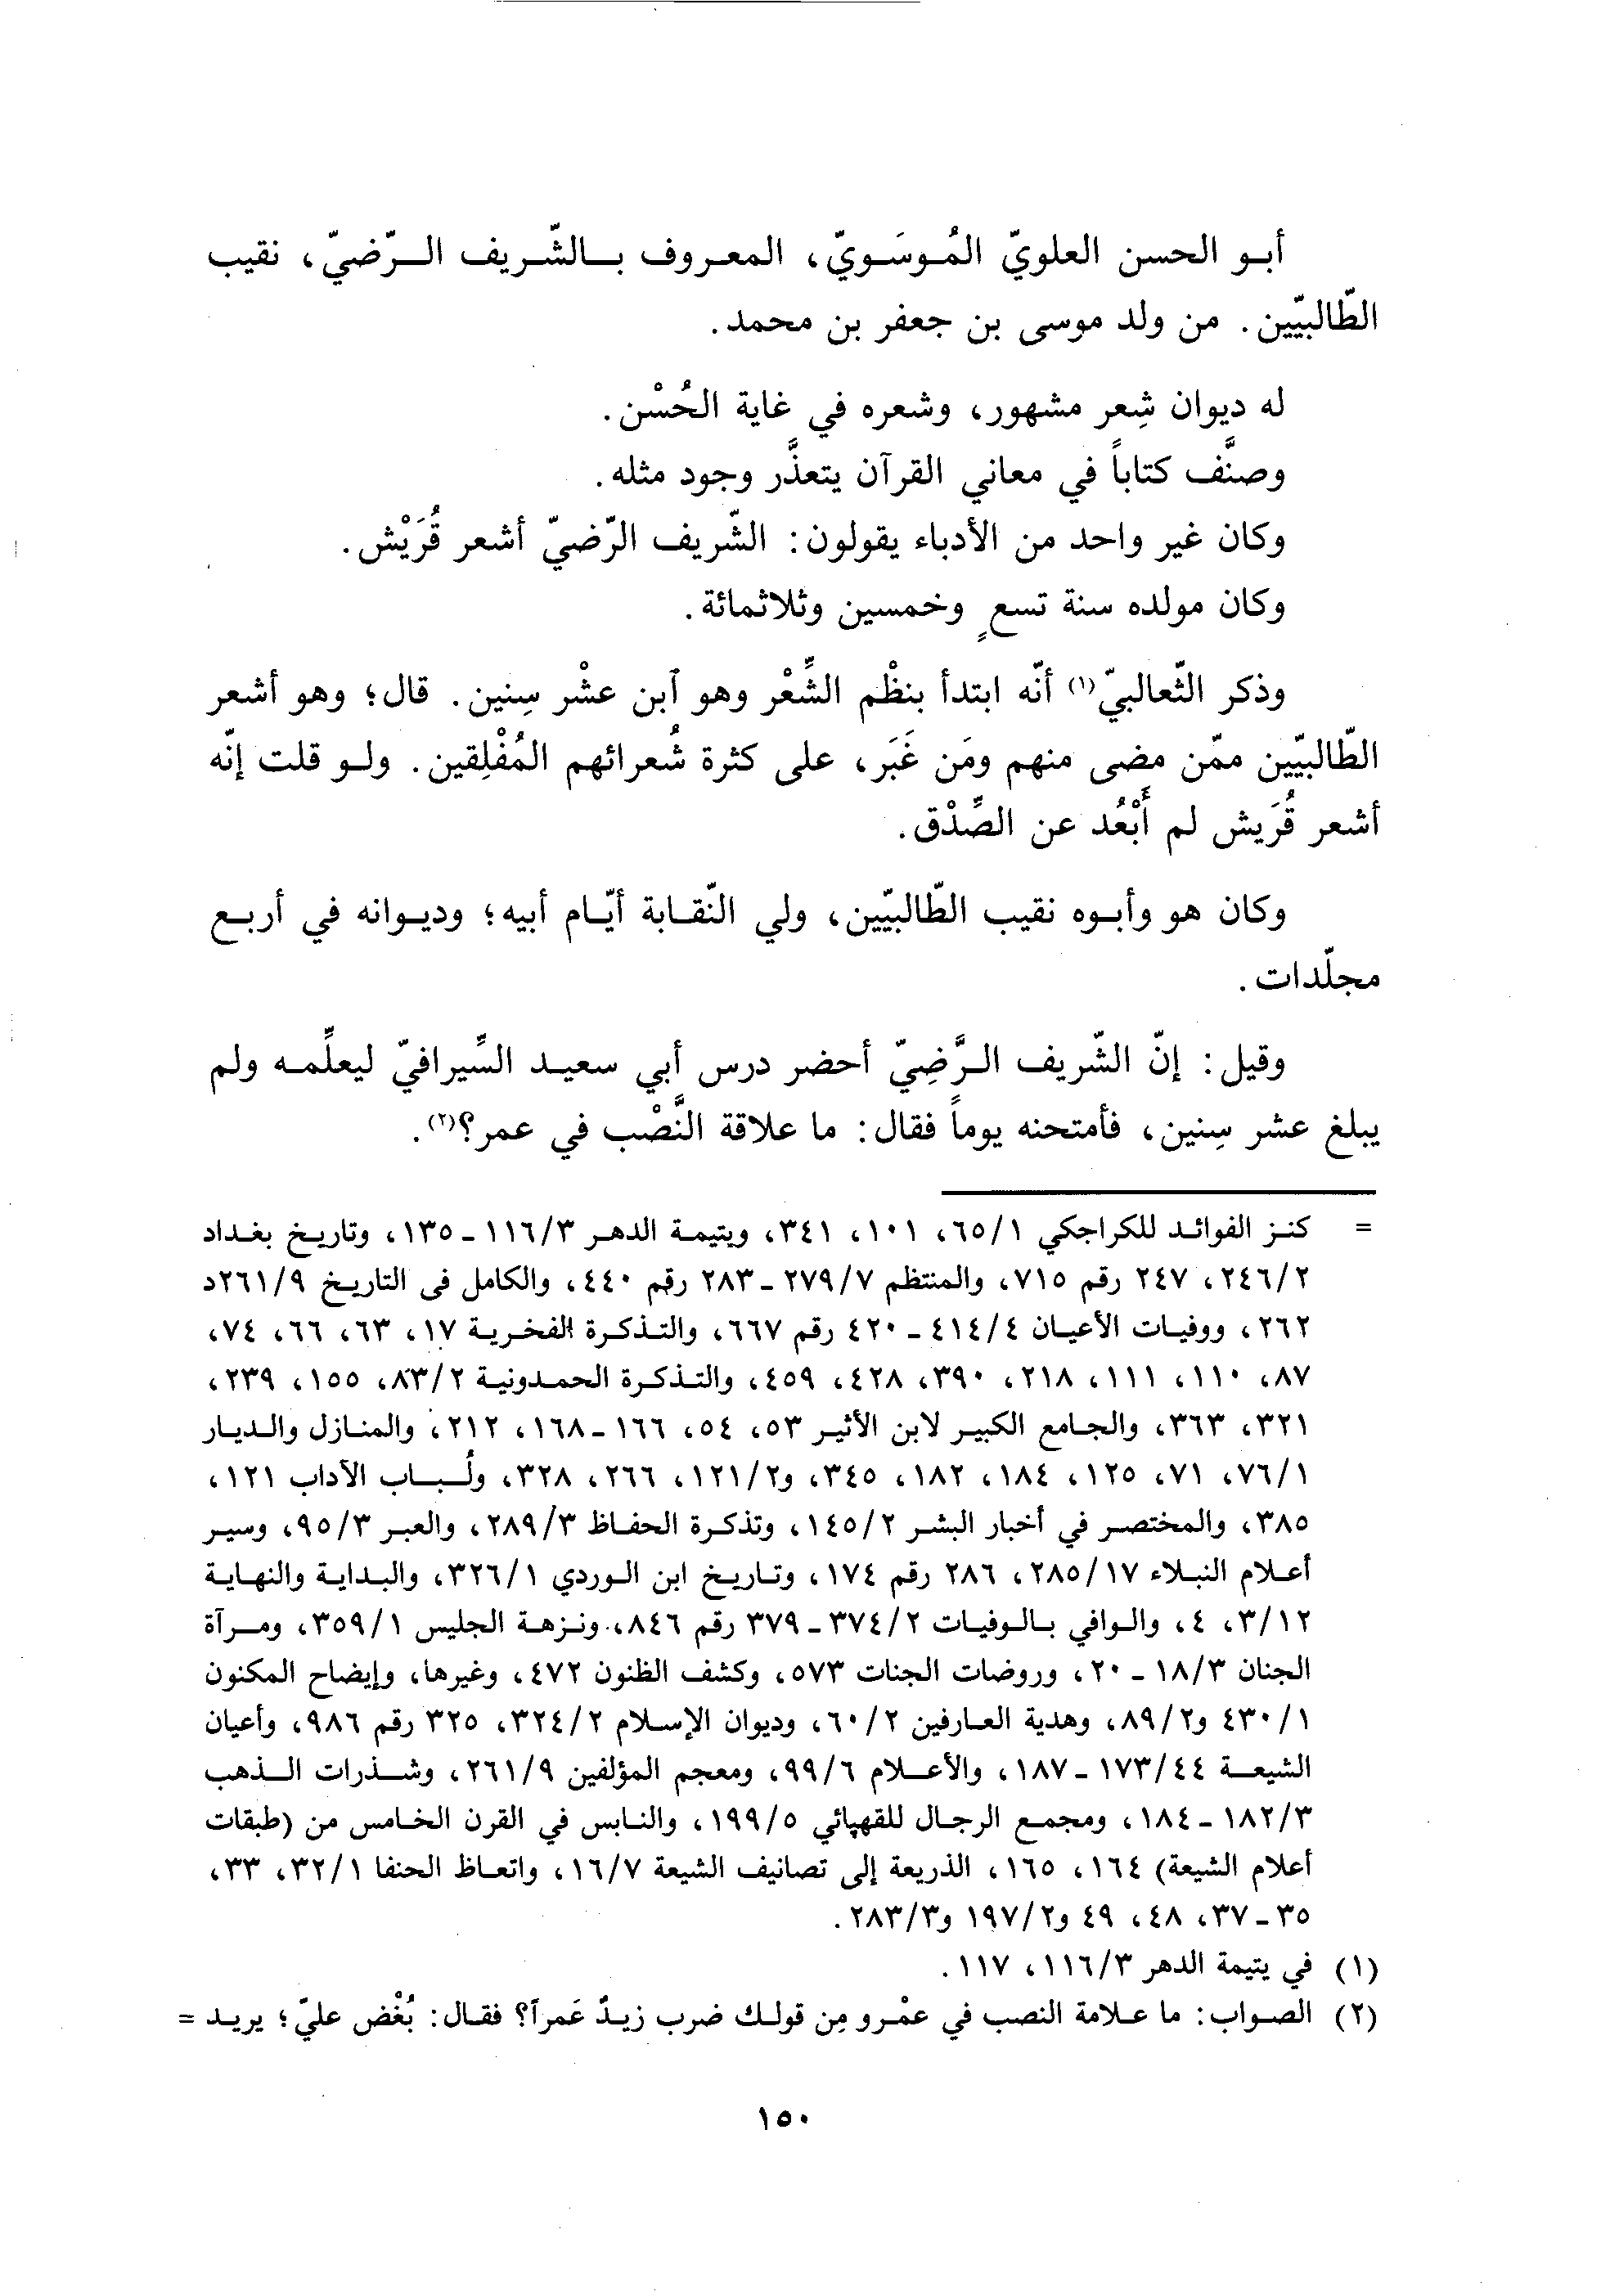 أبو الحسن العلويّ المُوسَويّ، المعروف بالشّريف الرّضيّ، نقيب
الطّالبيّين. من ولد موسى بن جعفر بن محمد.
له ديوان شِعر مشهور، وشعره في غاية الحُسْن.
وصنَّف كتاباً في معاني القرآن يتعذَّر وجود مثله.
وكان غير واحد من الأدباء يقولون: الشّريف الرّضيّ أشعر قُرَيْش.
وكان مولده سنة تسعٍ وخمسين وثلاثمائة.
وذكر الثّعالبيّ(١) أنّه ابتدأ بنظْم الشِّعْر وهو ٱبن عشْر سِنين. قال؛ وهو أشعر
الطّالبيّين ممّن مضى منهم ومَن غَبَر، على كثرة شُعرائهم المُفْلِقين. ولو قلت إنّه
أشعر قُرَيش لم أَبْعُد عن الصِّدْق.
وكان هو وأبوه نقيب الطّالبيّين، ولي النّقابة أيّام أبيه؛ وديوانه في أربع
مجلّدات.
وقيل: إنّ الشّريف الرَّضِيّ أحضر درس أبي سعيد السِّيرافيّ ليعلِّمه ولم
يبلغ عشر سِنين، فٱمتحنه يوماً فقال: ما علاقة النَّصْب في عمر؟(٢).
= كنز الفوائد للكراجكي ٦٥/١، ١٠١، ٣٤١، ويتيمة الدهر ١١٦/٣ - ١٣٥، وتاريخ بغداد
٢٤٦/٢، ٢٤٧ رقم ٧١٥، والمنتظم ٢٧٩/٧ - ٢٨٣ رقم ٤٤٠، والكامل فى التاريخ ٢٦١/٩د
٢٦٢، ووفيات الأعيان ٤١٤/٤ - ٤٢٠ رقم ٦٦٧، والتذكرة الفخرية ١٧، ٦٣، ٦٦، ٧٤،
٨٧، ١١٠، ١١١، ٢١٨، ٣٩٠، ٤٢٨، ٤٥٩، والتذكرة الحمدونية ٨٣/٢، ١٥٥، ٢٣٩،
٣٢١، ٣٦٣، والجامع الكبير لابن الأثير ٥٣، ٥٤، ١٦٦ - ١٦٨، ٢١٢، والمنازل والديار
٧٦/١، ٧١، ١٢٥، ١٨٤، ١٨٢، ٣٤٥، و١٢١/٢، ٢٦٦، ٣٢٨، ولُباب الآداب ١٢١،
٣٨٥، والمختصر في أخبار البشر ١٤٥/٢، وتذكرة الحفاظ ٢٨٩/٣، والعبر ٩٥/٣، وسير
أعلام النبلاء ٢٨٥/١٧، ٢٨٦ رقم ١٧٤، وتاريخ ابن الوردي ٣٢٦/١، والبداية والنهاية
٣/١٢، ٤، والوافي بالوفيات ٣٧٤/٢ - ٣٧٩ رقم ٨٤٦، ونزهة الجليس ٣٥٩/١، ومرآة
الجنان ١٨/٣ - ٢٠، وروضات الجنات ٥٧٣، وكشف الظنون ٤٧٢، وغيرها، وإيضاح المكنون
٤٣٠/١ و٨٩/٢، وهدية العارفين ٦٠/٢، وديوان الإسلام ٣٢٤/٢، ٣٢٥ رقم ٩٨٦، وأعيان
الشيعة ١٧٣/٤٤ - ١٨٧، والأعلام ٩٩/٦، ومعجم المؤلفين ٢٦١/٩، وشذرات الذهب
١٨٢/٣ - ١٨٤، ومجمع الرجال للقهپائي ١٩٩/٥، والنابس في القرن الخامس من (طبقات
أعلام الشيعة) ١٦٤، ١٦٥، الذريعة إلى تصانيف الشيعة ١٦/٧، واتعاظ الحنفا ٣٢/١، ٣٣،
٣٥ - ٣٧، ٤٨، ٤٩ و١٩٧/٢ و٢٨٣/٣.
(١) في يتيمة الدهر ١١٦/٣، ١١٧.
(٢) الصواب: ما علامة النصب في عمْرو مِن قولك ضرب زيدٌ عَمراً؟ فقال: بُغْض عليّ؛ يريد =
١٥٠